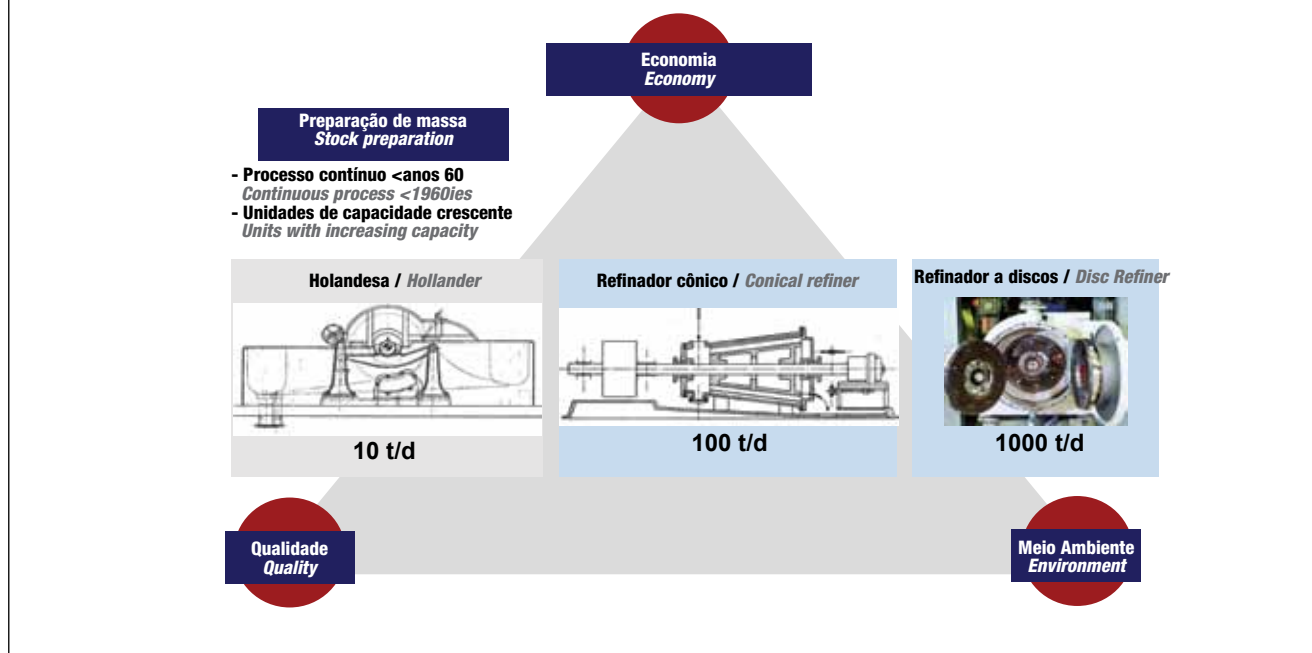 Economia
Economy
Preparação de massa
Stock preparation
- Processo contínuo <anos 60
Continuous process <1960ies
- Unidades de capacidade crescente
Units with increasing capacity
Holandesa / Hollander
Refinador cônico / Conical refiner
Refinador a discos / Disc Refiner
10 t/d
100 t/d
1000 t/d
Qualidade
Quality
Meio Ambiente
Environment